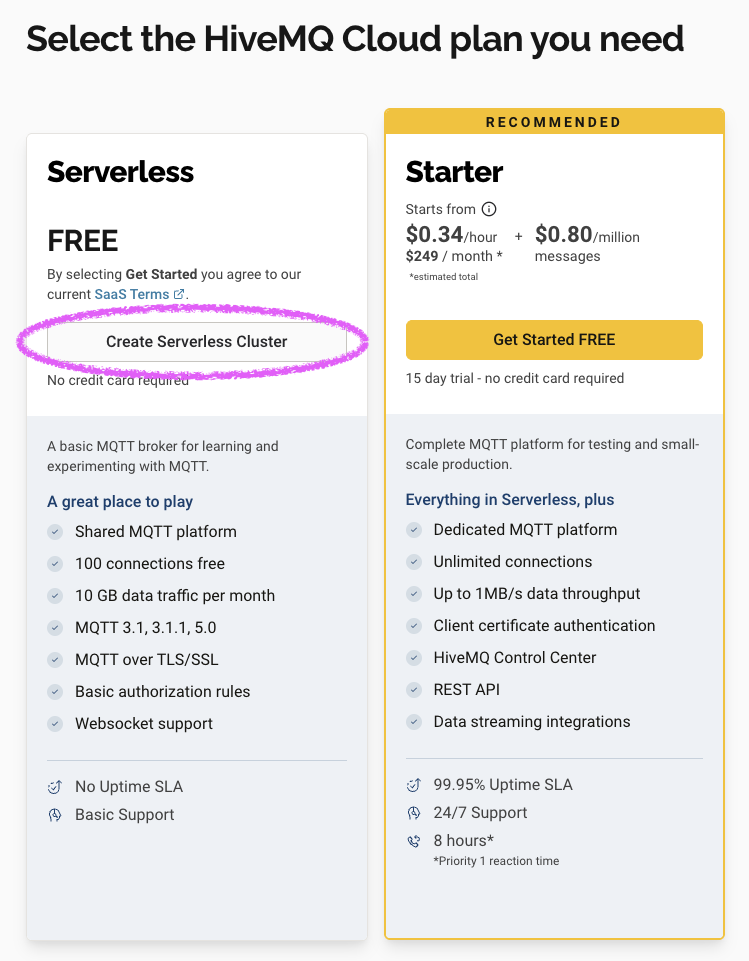 Select the HiveMQ Cloud plan you need
Serverless
FREE
By selecting Get Started you agree to our
current SaaS Terms.
Create Serverless Cluster
No credit card required
A basic MQTT broker for learning and
experimenting with MQTT.
A great place to play
Shared MQTT platform
100 connections free
10 GB data traffic per month
MQTT 3.1, 3.1.1, 5.0
MQTT over TLS/SSL
Basic authorization rules
Websocket support
No Uptime SLA
Basic Support
RECOMMENDED
Starter
Starts from
$0.34/hour + $0.80/million
$249 / month * messages
*estimated total
Get Started FREE
15 day trial - no credit card required
Complete MQTT platform for testing and small-
scale production.
Everything in Serverless, plus
Dedicated MQTT platform
Unlimited connections
Up to 1MB/s data throughput
Client certificate authentication
HiveMQ Control Center
REST API
Data streaming integrations
99.95% Uptime SLA
24/7 Support
8 hours*
*Priority 1 reaction time